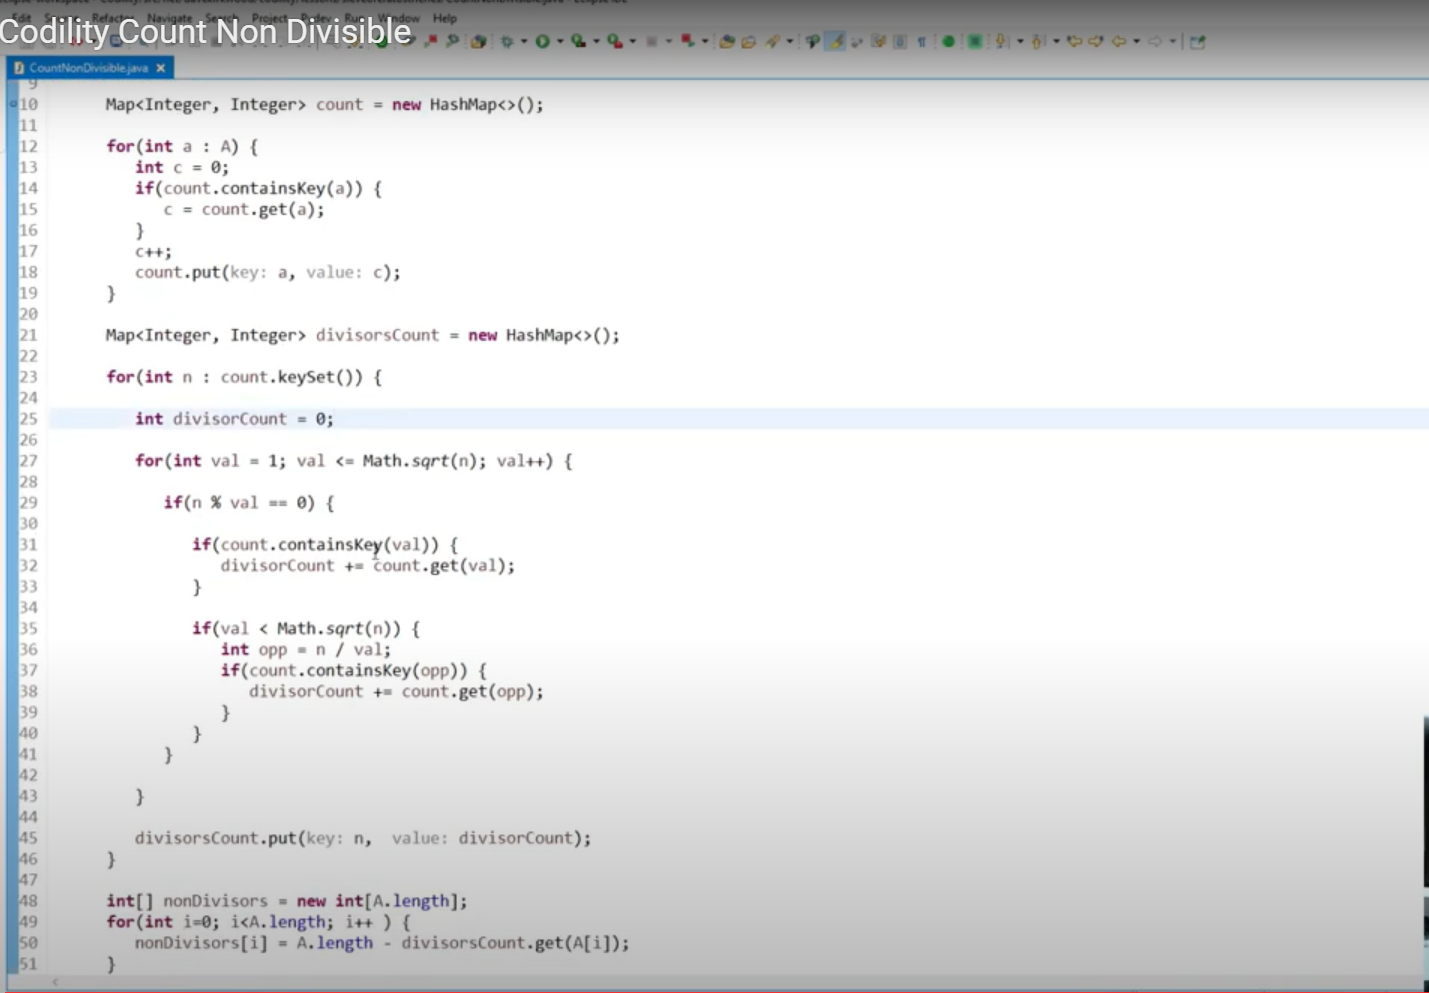 Edit Source Refactor Navigate Search Project Pydev Run Window Help
Codility Count Non Divisible
CountNonDivisible.java
9
10 Map<Integer, Integer> count = new HashMap<>();
11
12 for(int a : A) {
13 int c = 0;
14 if(count.containsKey(a)) {
15 c = count.get(a);
16 }
17 c++;
18 count.put(key: a, value: c);
19 }
20
21 Map<Integer, Integer> divisorsCount = new HashMap<>();
22
23 for(int n : count.keySet()) {
24
25 int divisorCount = 0;
26
27 for(int val = 1; val <= Math.sqrt(n); val++) {
28
29 if(n % val == 0) {
30
31 if(count.containsKey(val)) {
32 divisorCount += count.get(val);
33 }
34
35 if(val < Math.sqrt(n)) {
36 int opp = n / val;
37 if(count.containsKey(opp)) {
38 divisorCount += count.get(opp);
39 }
40 }
41 }
42
43 }
44
45 divisorsCount.put(key: n, value: divisorCount);
46 }
47
48 int[] nonDivisors = new int[A.length];
49 for(int i=0; i<A.length; i++ ) {
50 nonDivisors[i] = A.length - divisorsCount.get(A[i]);
51 }